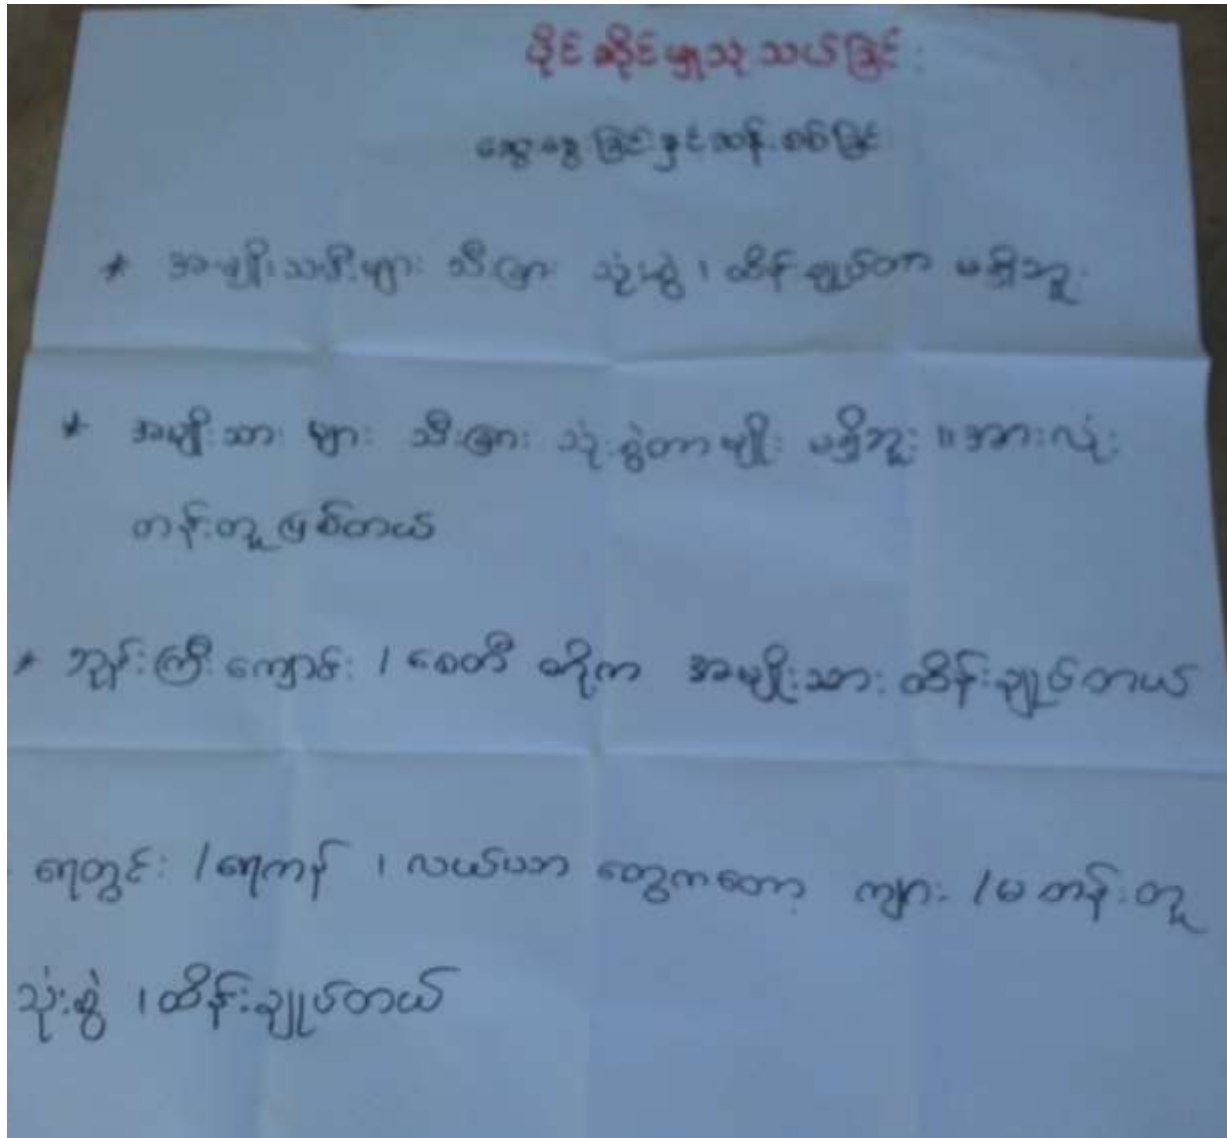 ပိုင်ဆိုင်မှုသုံသပ်ခြင်း
ဆွေးနွေးခြင်းနှင့်ဆန်းစစ်ခြင်း
* အမျိုးသမီးများ သီးခြား သုံးစွဲ ၊ ထိန်းချုပ်တာ မရှိဘူး
* အမျိုးသား များ သီးခြား သုံးစွဲတာမျိုး မရှိဘူး ။ အားလုံး
တန်းတူဖြစ်တယ်
* ဘုန်းကြီးကျောင်း / စေတီ တို့က အမျိုးသား ထိန်းချုပ်တယ်
ရေတွင်း / ရေကန် ၊ လယ်ယာ တွေကတော့ ကျား / မ တန်းတူ
သုံးစွဲ ၊ ထိန်းချုပ်တယ်